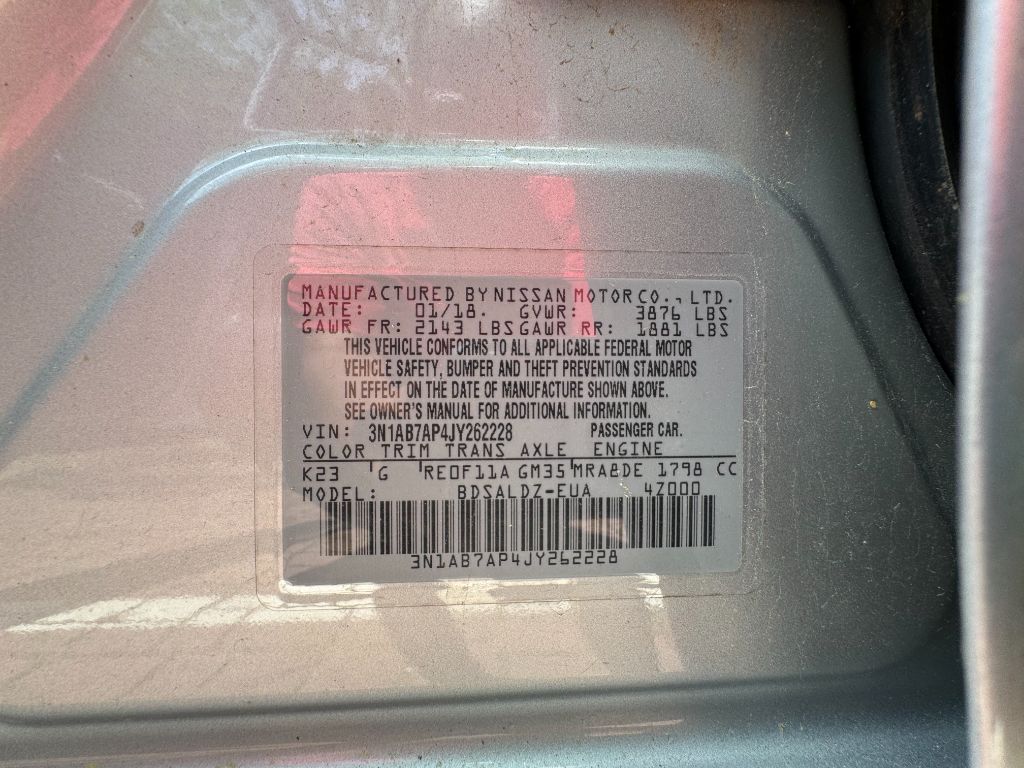 MANUFACTURED BY NISSAN MOTOR CO., LTD.
DATE: 01/18. GVWR: 3876 LBS
GAWR FR: 2143 LBS GAWR RR: 1881 LBS
THIS VEHICLE CONFORMS TO ALL APPLICABLE FEDERAL MOTOR
VEHICLE SAFETY, BUMPER AND THEFT PREVENTION STANDARDS
IN EFFECT ON THE DATE OF MANUFACTURE SHOWN ABOVE.
SEE OWNER'S MANUAL FOR ADDITIONAL INFORMATION.
VIN: 3N1AB7AP4JY262228 PASSENGER CAR.
COLOR TRIM TRANS AXLE ENGINE
K23 'G 'RE0F11A GM35'MRA8DE 1798 CC
MODEL: BDSALDZ-EUA 4Z000
3N1AB7AP4JY262228